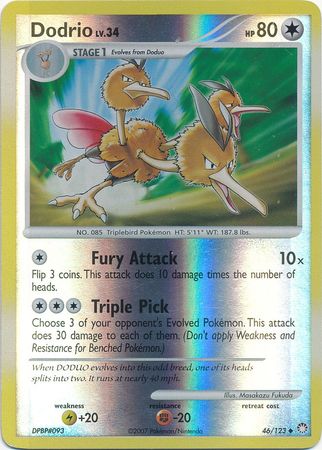 Dodrio LV.34 HP 80
STAGE 1 Evolves from Doduo
NO. 085 Triplebird Pokémon HT: 5'11" WT: 187.8 lbs.
Fury Attack 10×
Flip 3 coins. This attack does 10 damage times the number of
heads.
Triple Pick
Choose 3 of your opponent's Evolved Pokémon. This attack
does 30 damage to each of them. (Don't apply Weakness and
Resistance for Benched Pokémon.)
When DODUO evolves into this odd breed, one of its heads
splits into two. It runs at nearly 40 mph.
weakness resistance retreat cost
+20 -20
Illus. Masakazu Fukuda
DPBP#093 ©2007 Pokémon/Nintendo 46/123